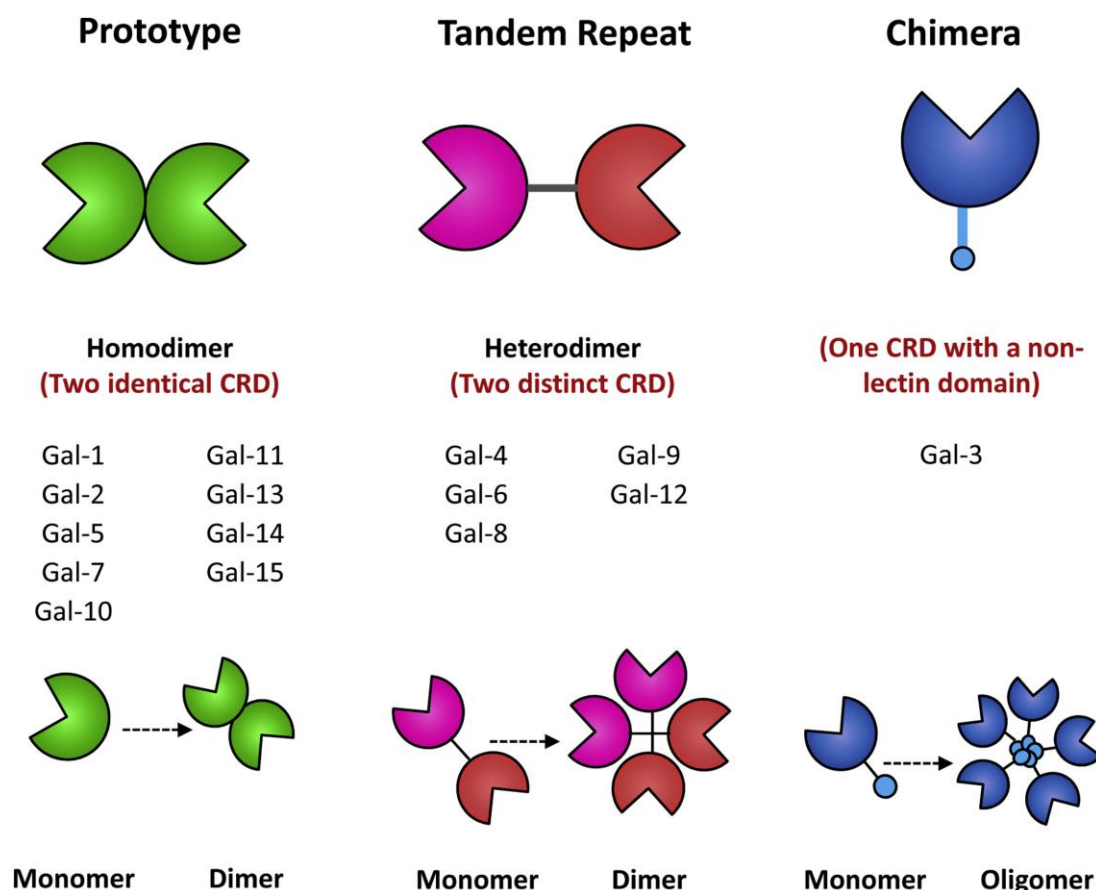 Prototype
Homodimer
(Two identical CRD)
Gal-1
Gal-2
Gal-5
Gal-7
Gal-10
Gal-11
Gal-13
Gal-14
Gal-15
Monomer
Dimer
Tandem Repeat
Heterodimer
(Two distinct CRD)
Gal-4
Gal-6
Gal-8
Gal-9
Gal-12
Monomer
Dimer
Chimera
(One CRD with a non-
lectin domain)
Gal-3
Monomer
Oligomer